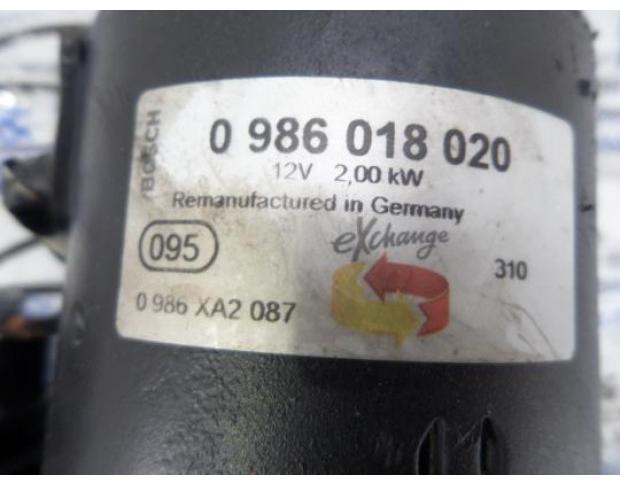 BOSCH
0 986 018 020
12V 2,00 kW
Remanufactured in Germany
eXchange
095
310
0 986 XA2 087